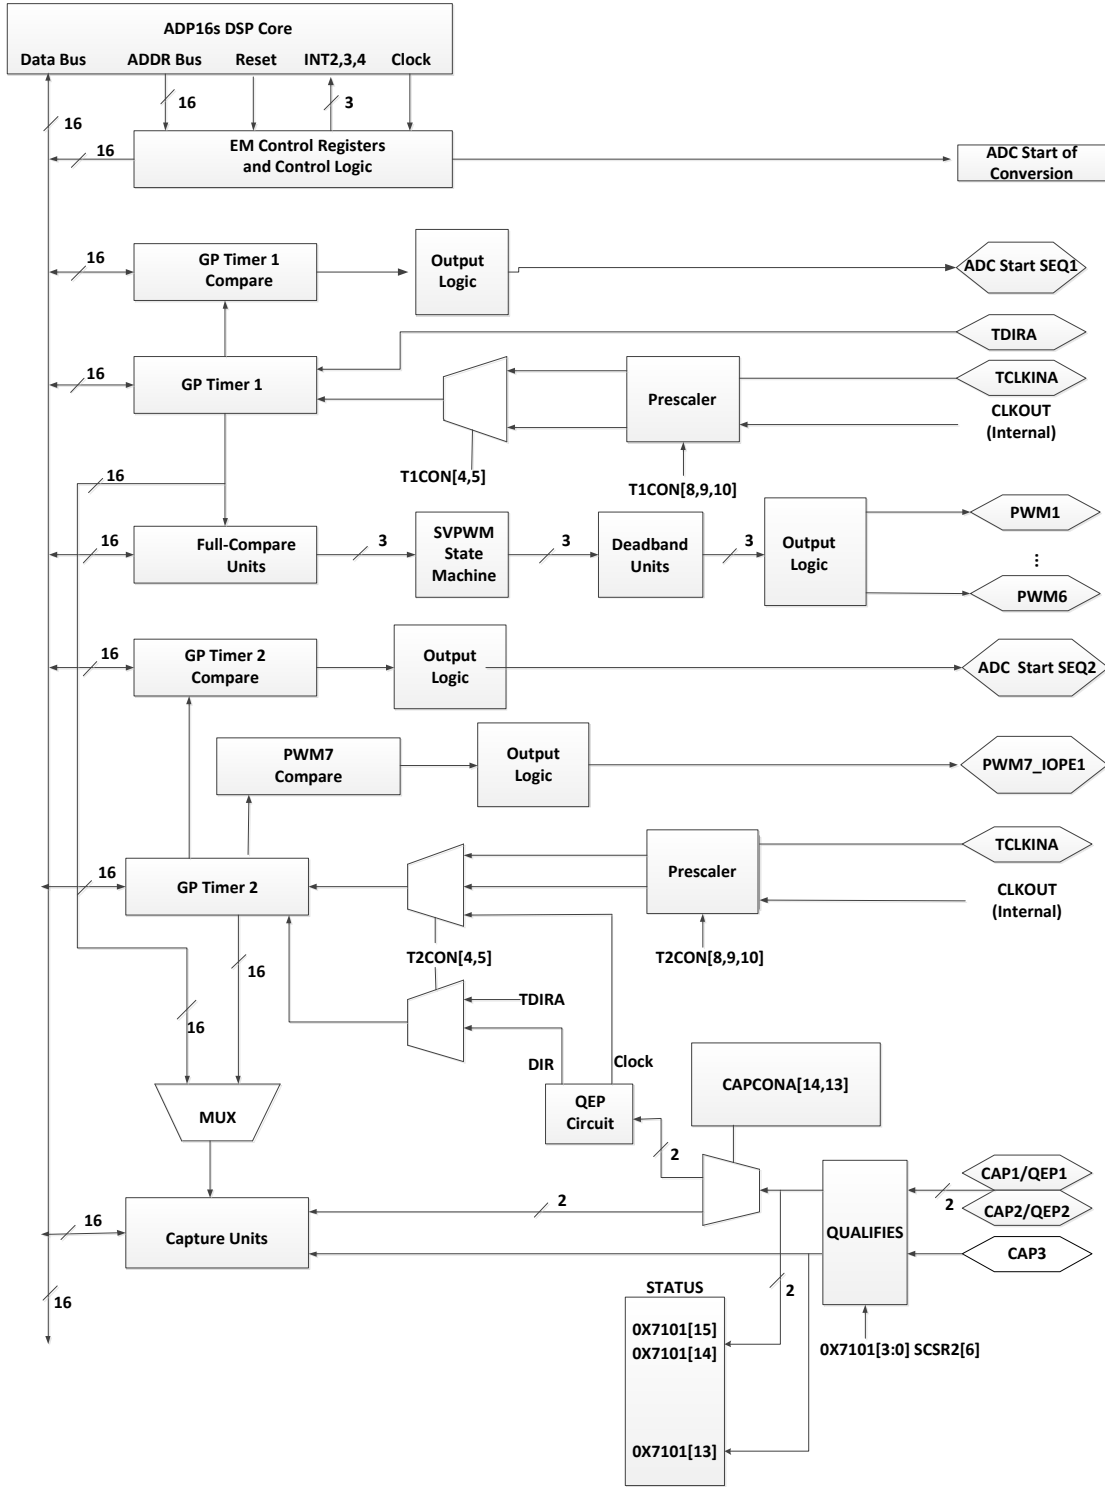 ADP16s DSP Core
Data Bus
ADDR Bus
Reset
INT2,3,4
Clock
16
3
16
16
EM Control Registers
and Control Logic
ADC Start of
Conversion
16
GP Timer 1
Compare
Output
Logic
ADC Start SEQ1
TDIRA
16
GP Timer 1
Prescaler
TCLKINA
CLKOUT
(Internal)
T1CON[4,5]
T1CON[8,9,10]
16
16
Full-Compare
Units
3
SVPWM
State
Machine
3
Deadband
Units
3
Output
Logic
PWM1
...
PWM6
16
GP Timer 2
Compare
Output
Logic
ADC  Start SEQ2
PWM7
Compare
Output
Logic
PWM7_IOPE1
16
GP Timer 2
Prescaler
TCLKINA
CLKOUT
(Internal)
T2CON[4,5]
T2CON[8,9,10]
16
TDIRA
16
DIR
Clock
CAPCONA[14,13]
MUX
QEP
Circuit
2
CAP1/QEP1
2
CAP2/QEP2
2
16
Capture Units
QUALIFIES
CAP3
16
STATUS
2
0X7101[15]
0X7101[14]
0X7101[3:0] SCSR2[6]
0X7101[13]